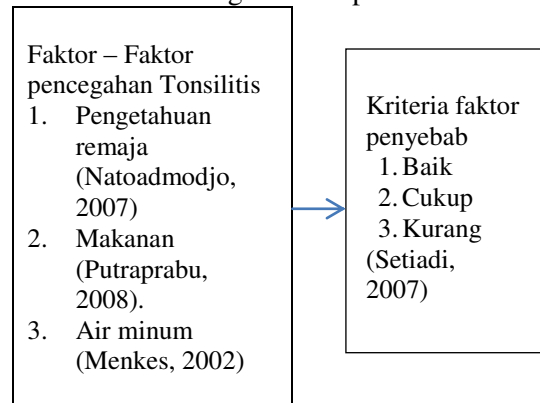 Faktor – Faktor
pencegahan Tonsilitis
1. Pengetahuan
remaja
(Natoadmodjo,
2007)
2. Makanan
(Putraprabu,
2008).
3. Air minum
(Menkes, 2002)
Kriteria faktor
penyebab
1. Baik
2. Cukup
3. Kurang
(Setiadi,
2007)